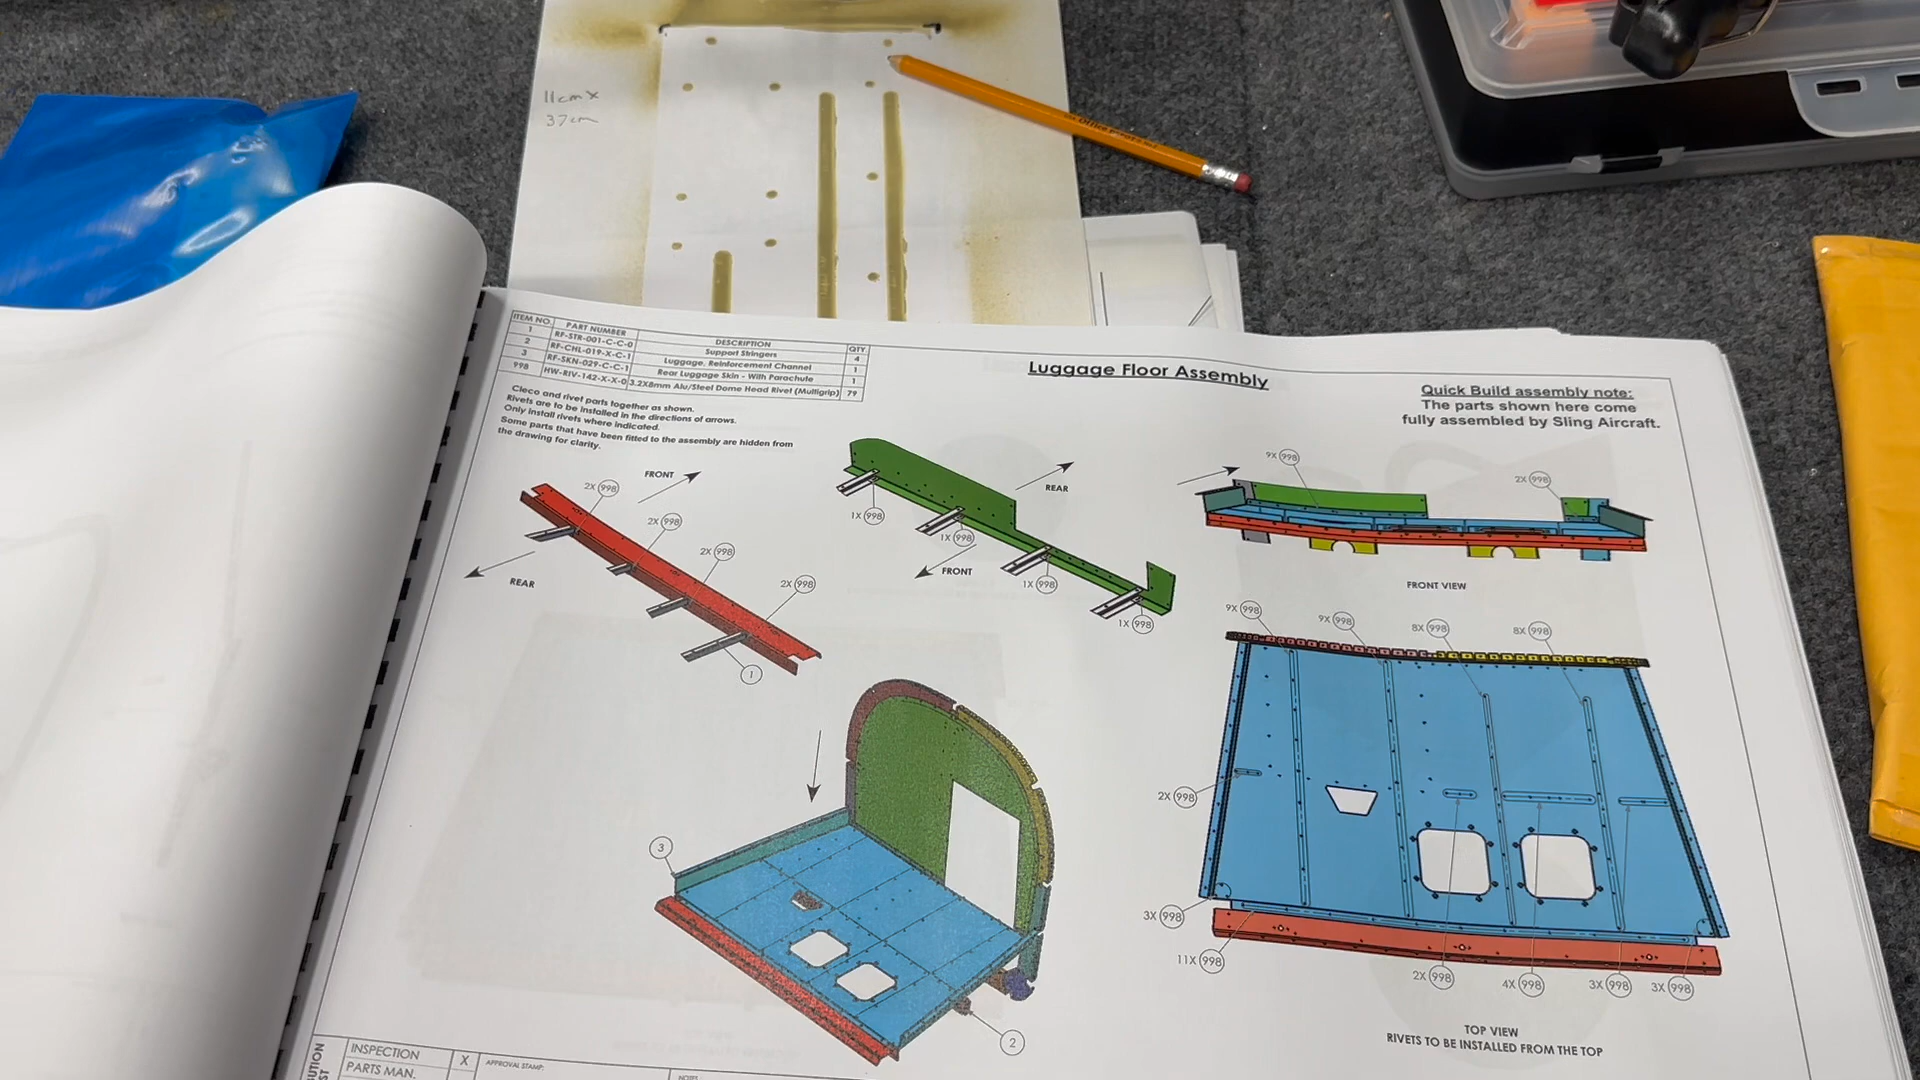 11cm x
37cm
ITEM NO. PART NUMBER DESCRIPTION QTY
1 RF-STR-001-C-C-0 Support Stringers 4
2 RF-CHL-019-X-C-1 Luggage, Reinforcement Channel 1
3 RF-SKN-029-C-C-1 Rear Luggage Skin - With Parachute 1
998 HW-RIV-142-X-X-0 3.2X8mm Alu/Steel Dome Head Rivet (Multigrip) 79
Cleco and rivet parts together as shown.
Rivets are to be installed in the directions of arrows.
Only install rivets where indicated.
Some parts that have been fitted to the assembly are hidden from
the drawing for clarity.
Luggage Floor Assembly
Quick Build assembly note:
The parts shown here come
fully assembled by Sling Aircraft.
FRONT
2X 998
2X 998
2X 998
2X 998
REAR
1
REAR
1X 998
1X 998
FRONT
1X 998
1X 998
9X 998
2X 998
FRONT VIEW
9X 998
9X 998
8X 998
8X 998
2X 998
3X 998
11X 998
2X 998
4X 998
3X 998
3X 998
TOP VIEW
RIVETS TO BE INSTALLED FROM THE TOP
3
2
INSPECTION X
PARTS MAN.
APPROVAL STAMP: